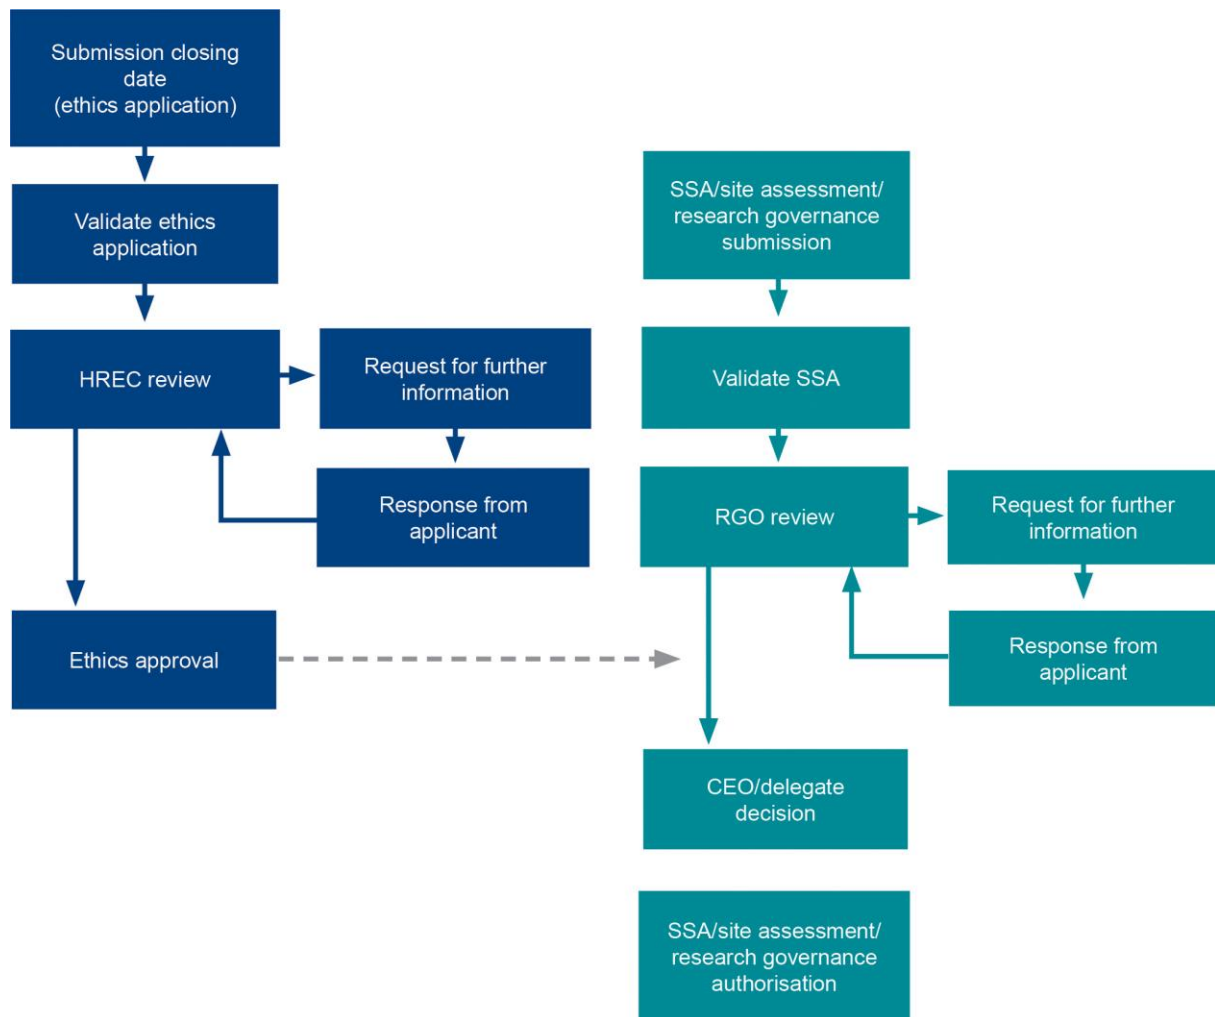 Submission closing
date
(ethics application)
Validate ethics
application
HREC review
Request for further
information
Response from
applicant
Ethics approval
SSA/site assessment/
research governance
submission
Validate SSA
RGO review
Request for further
information
Response from
applicant
CEO/delegate
decision
SSA/site assessment/
research governance
authorisation